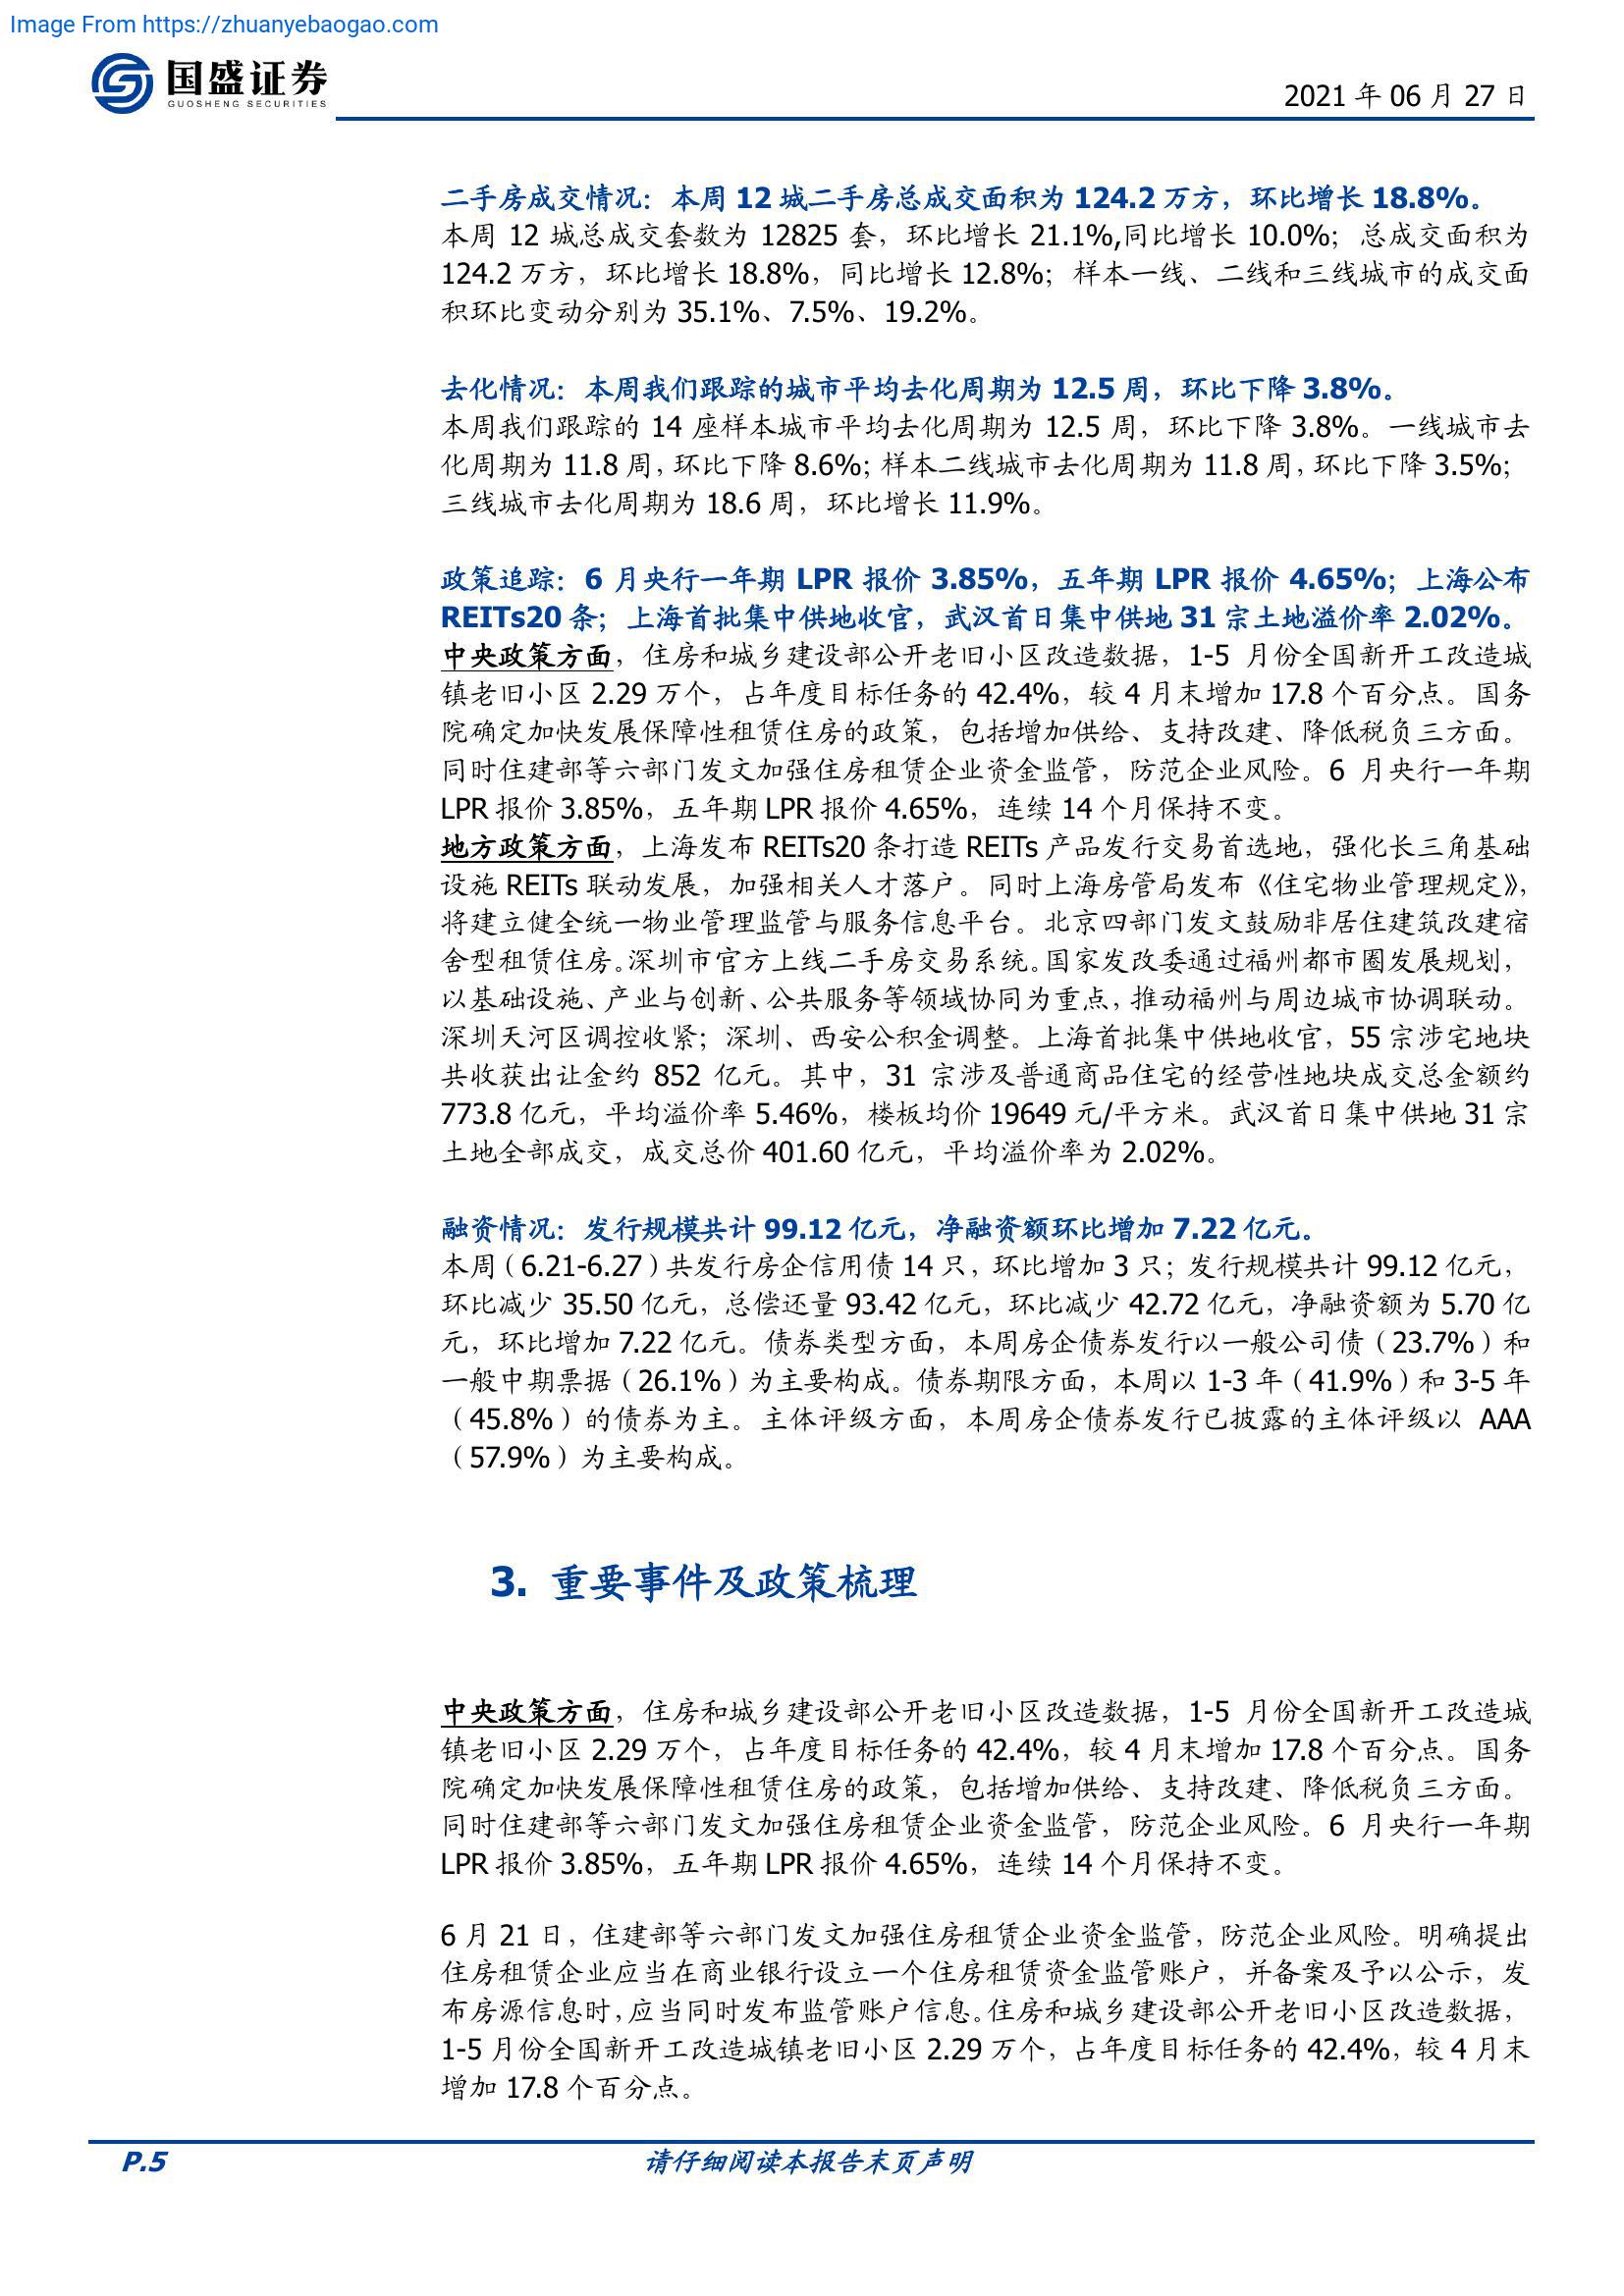 Image From https://zhuanyebaogao.com
国盛证券
GUOSHENG SECURITIES
2021 年 06 月 27 日
二手房成交情况：本周 12 城二手房总成交面积为 124.2 万方，环比增长 18.8%。
本周 12 城总成交套数为 12825 套，环比增长 21.1%,同比增长 10.0%；总成交面积为
124.2 万方，环比增长 18.8%，同比增长 12.8%；样本一线、二线和三线城市的成交面
积环比变动分别为 35.1%、7.5%、19.2%。
去化情况：本周我们跟踪的城市平均去化周期为 12.5 周，环比下降 3.8%。
本周我们跟踪的 14 座样本城市平均去化周期为 12.5 周，环比下降 3.8%。一线城市去
化周期为 11.8 周，环比下降 8.6%；样本二线城市去化周期为 11.8 周，环比下降 3.5%；
三线城市去化周期为 18.6 周，环比增长 11.9%。
政策追踪：6 月央行一年期 LPR 报价 3.85%，五年期 LPR 报价 4.65%；上海公布
REITs20 条；上海首批集中供地收官，武汉首日集中供地 31 宗土地溢价率 2.02%。
中央政策方面，住房和城乡建设部公开老旧小区改造数据，1-5 月份全国新开工改造城
镇老旧小区 2.29 万个，占年度目标任务的 42.4%，较 4 月末增加 17.8 个百分点。国务
院确定加快发展保障性租赁住房的政策，包括增加供给、支持改建、降低税负三方面。
同时住建部等六部门发文加强住房租赁企业资金监管，防范企业风险。6 月央行一年期
LPR 报价 3.85%，五年期 LPR 报价 4.65%，连续 14 个月保持不变。
地方政策方面，上海发布 REITs20 条打造 REITs 产品发行交易首选地，强化长三角基础
设施 REITs 联动发展，加强相关人才落户。同时上海房管局发布《住宅物业管理规定》，
将建立健全统一物业管理监管与服务信息平台。北京四部门发文鼓励非居住建筑改建宿
舍型租赁住房。深圳市官方上线二手房交易系统。国家发改委通过福州都市圈发展规划，
以基础设施、产业与创新、公共服务等领域协同为重点，推动福州与周边城市协调联动。
深圳天河区调控收紧；深圳、西安公积金调整。上海首批集中供地收官，55 宗涉宅地块
共收获出让金约 852 亿元。其中，31 宗涉及普通商品住宅的经营性地块成交总金额约
773.8 亿元，平均溢价率 5.46%，楼板均价 19649 元/平方米。武汉首日集中供地 31 宗
土地全部成交，成交总价 401.60 亿元，平均溢价率为 2.02%。
融资情况：发行规模共计 99.12 亿元，净融资额环比增加 7.22 亿元。
本周（6.21-6.27）共发行房企信用债 14 只，环比增加 3 只；发行规模共计 99.12 亿元，
环比减少 35.50 亿元，总偿还量 93.42 亿元，环比减少 42.72 亿元，净融资额为 5.70 亿
元，环比增加 7.22 亿元。债券类型方面，本周房企债券发行以一般公司债（23.7%）和
一般中期票据（26.1%）为主要构成。债券期限方面，本周以 1-3 年（41.9%）和 3-5 年
（45.8%）的债券为主。主体评级方面，本周房企债券发行已披露的主体评级以 AAA
（57.9%）为主要构成。
3. 重要事件及政策梳理
中央政策方面，住房和城乡建设部公开老旧小区改造数据，1-5 月份全国新开工改造城
镇老旧小区 2.29 万个，占年度目标任务的 42.4%，较 4 月末增加 17.8 个百分点。国务
院确定加快发展保障性租赁住房的政策，包括增加供给、支持改建、降低税负三方面。
同时住建部等六部门发文加强住房租赁企业资金监管，防范企业风险。6 月央行一年期
LPR 报价 3.85%，五年期 LPR 报价 4.65%，连续 14 个月保持不变。
6 月 21 日，住建部等六部门发文加强住房租赁企业资金监管，防范企业风险。明确提出
住房租赁企业应当在商业银行设立一个住房租赁资金监管账户，并备案及予以公示，发
布房源信息时，应当同时发布监管账户信息。住房和城乡建设部公开老旧小区改造数据，
1-5 月份全国新开工改造城镇老旧小区 2.29 万个，占年度目标任务的 42.4%，较 4 月末
增加 17.8 个百分点。
P.5
请仔细阅读本报告末页声明